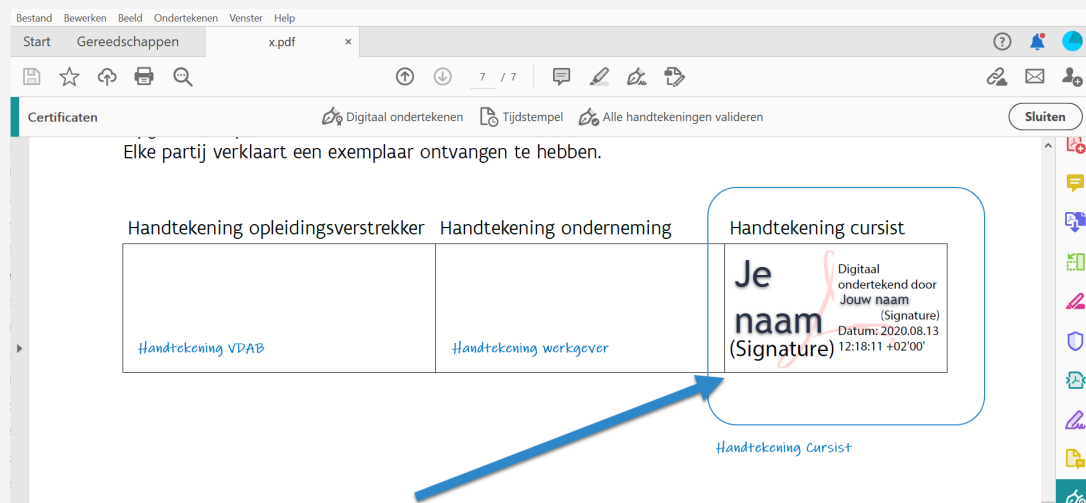 Bestand Bewerken Beeld Ondertekenen Venster Help
Start Gereedschappen x.pdf ×
7 / 7
Certificaten Digitaal ondertekenen Tijdstempel Alle handtekeningen valideren Sluiten
Elke partij verklaart een exemplaar ontvangen te hebben.
Handtekening opleidingsverstrekker Handtekening onderneming Handtekening cursist
Je
naam
(Signature)
Digitaal
ondertekend door
Jouw naam
(Signature)
Datum: 2020.08.13
12:18:11 +02'00'
Handtekening VDAB Handtekening werkgever
Handtekening Cursist